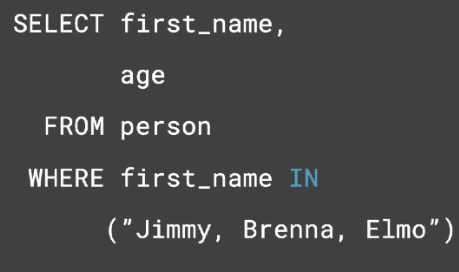 SELECT first_name,
age
FROM person
WHERE first_name IN
("Jimmy, Brenna, Elmo")